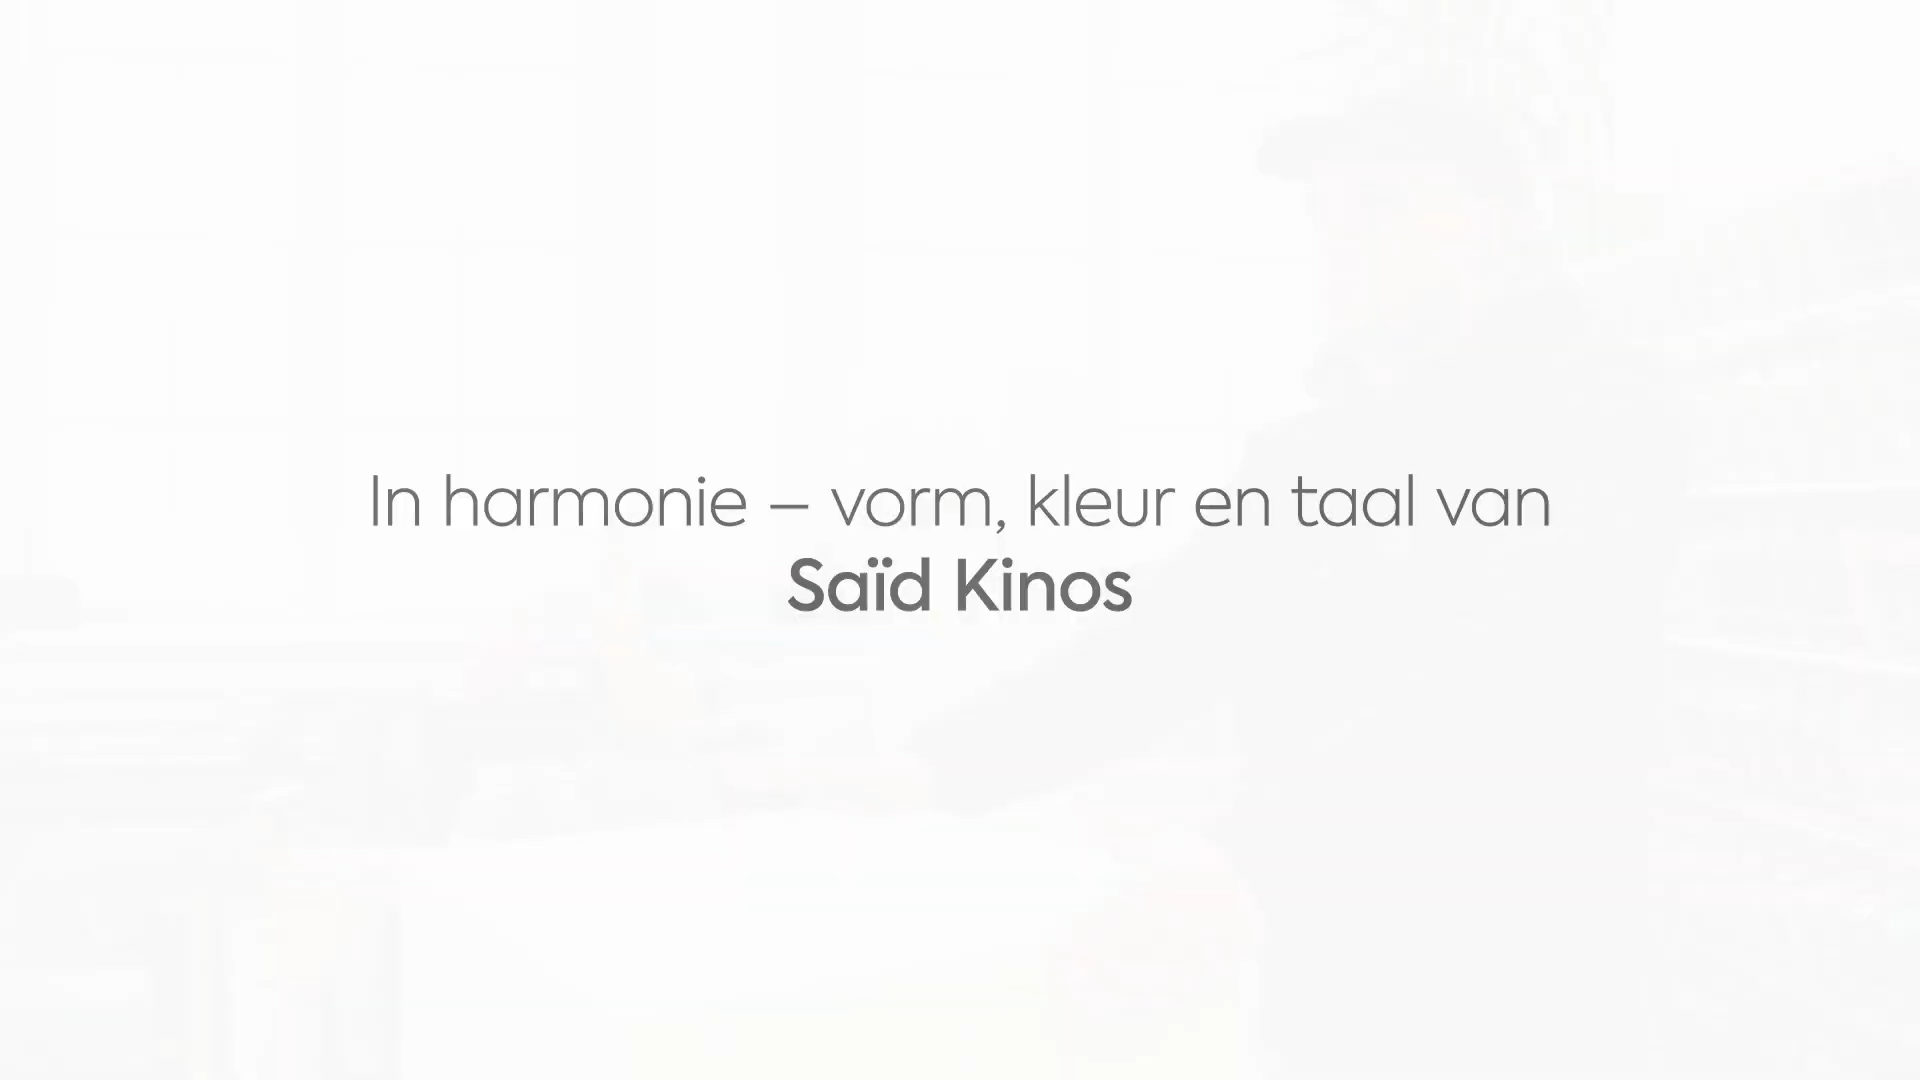 In harmonie – vorm, kleur en taal van
Saïd Kinos